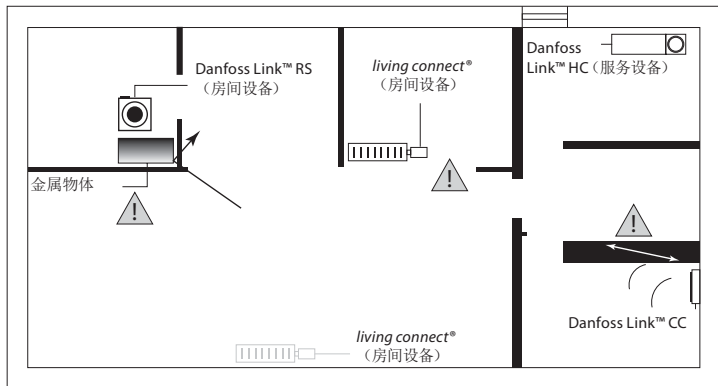 Danfoss Link™ RS
（房间设备）
living connect®
（房间设备）
Danfoss
Link™ HC（服务设备）
金属物体
!
!
!
Danfoss Link™ CC
living connect®
（房间设备）